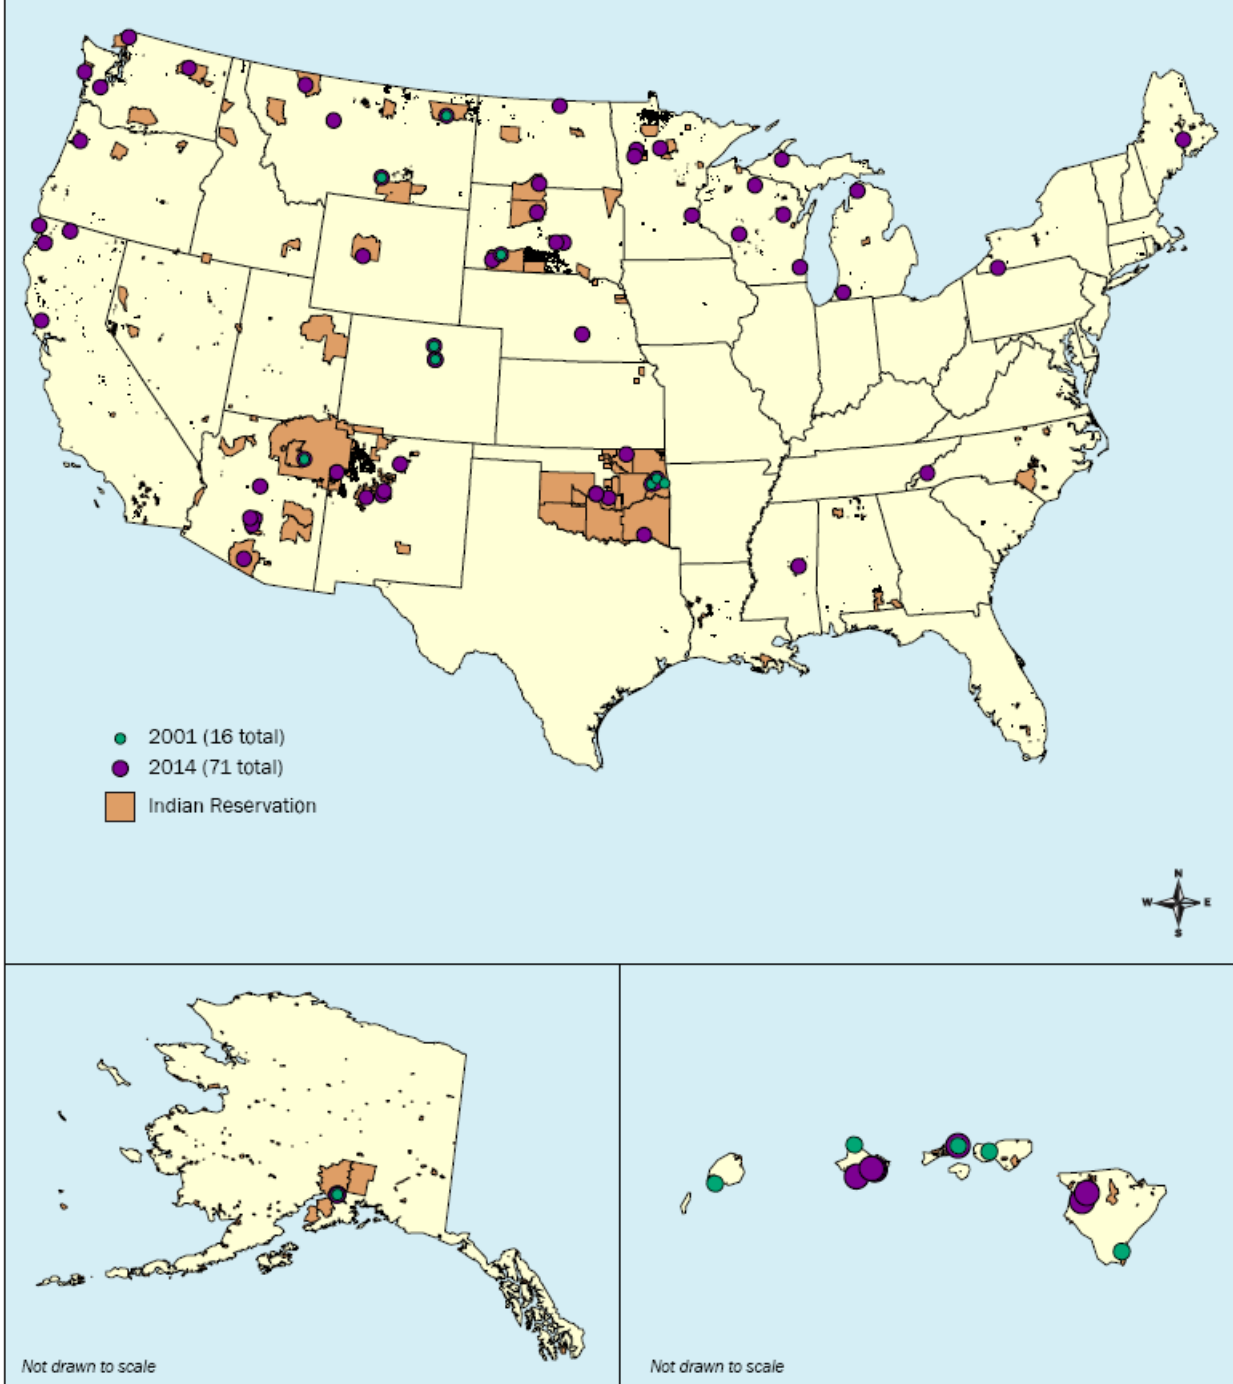 2001 (16 total)
2014 (71 total)
Indian Reservation
N
W E
S
Not drawn to scale
Not drawn to scale